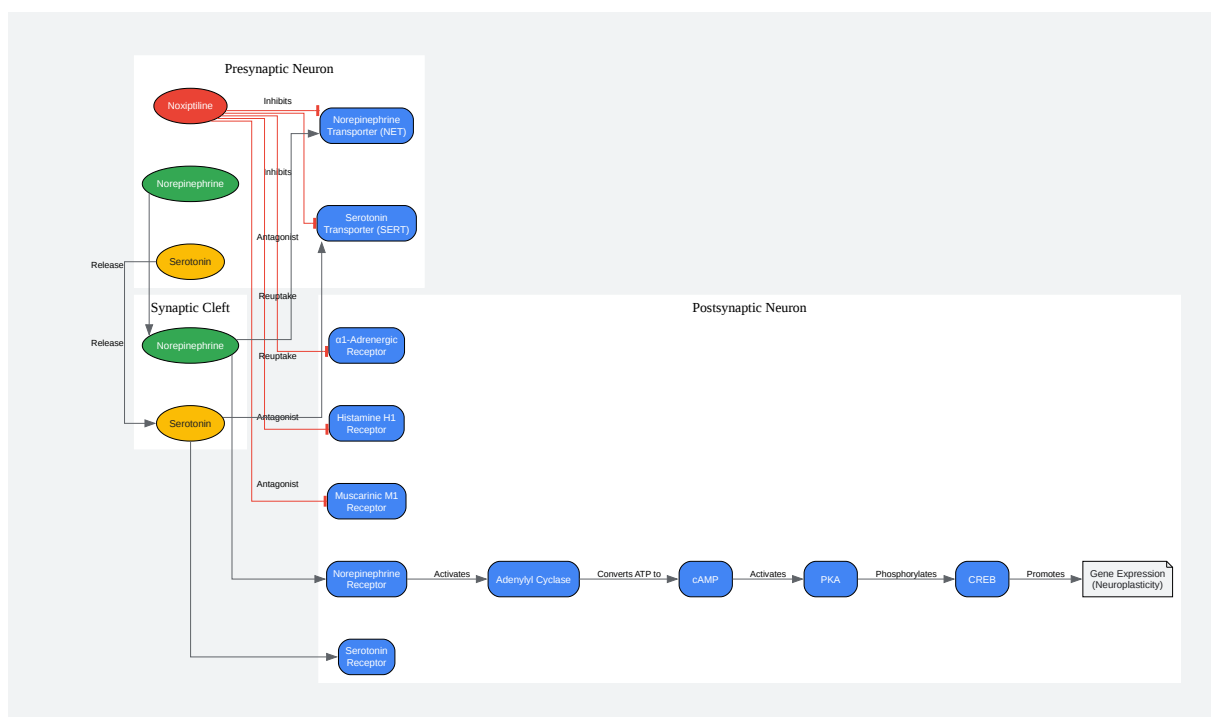 Presynaptic Neuron
Noxiptiline
Inhibits
Norepinephrine
Transporter (NET)
Inhibits
Norepinephrine
Serotonin
Transporter (SERT)
Antagonist
Release
Serotonin
Reuptake
Synaptic Cleft
Postsynaptic Neuron
Release
Norepinephrine
α1-Adrenergic
Receptor
Reuptake
Serotonin
Antagonist
Histamine H1
Receptor
Antagonist
Muscarinic M1
Receptor
Norepinephrine
Receptor
Activates
Adenylyl Cyclase
Converts ATP to
cAMP
Activates
PKA
Phosphorylates
CREB
Promotes
Gene Expression
(Neuroplasticity)
Serotonin
Receptor